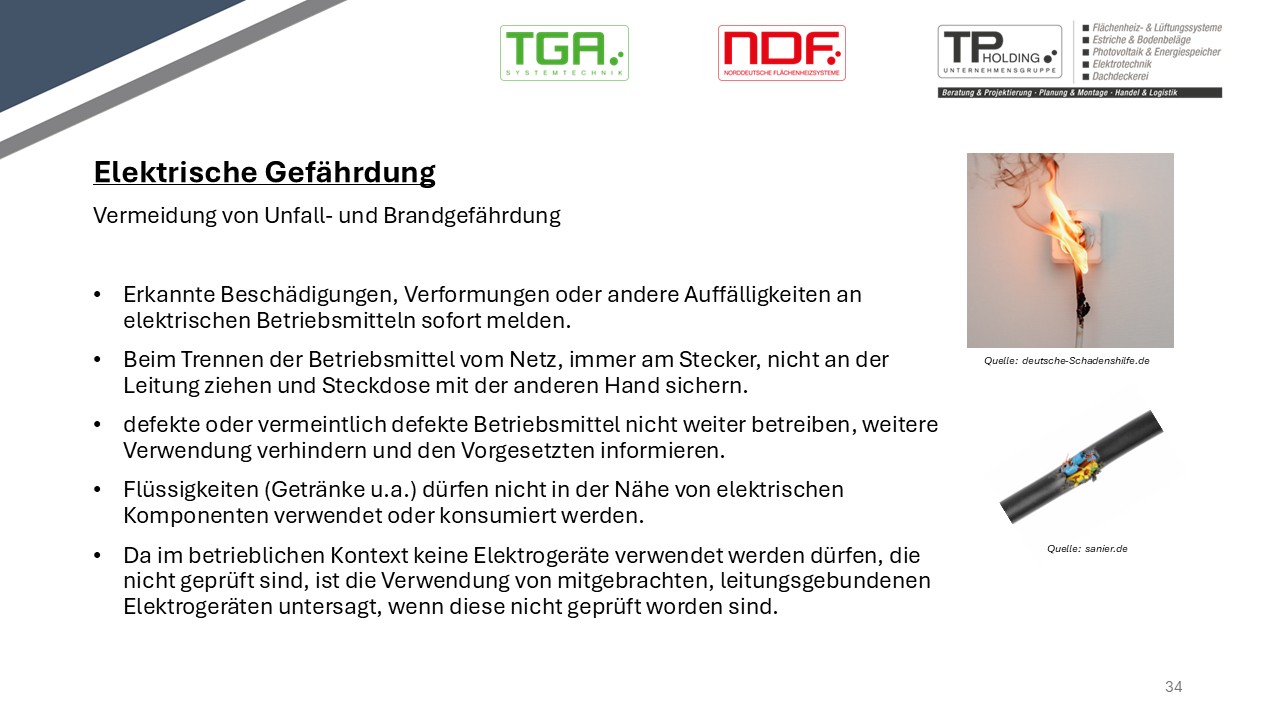 TGA
SYSTEMTECHNIK
NDF
NORDDEUTSCHE FLÄCHENHEIZSYSTEME
TP HOLDING
UNTERNEHMENSGRUPPE
Flächenheiz- & Lüftungssysteme
Estriche & Bodenbeläge
Photovoltaik & Energiespeicher
Elektrotechnik
Dachdeckerei
Beratung & Projektierung · Planung & Montage · Handel & Logistik
Elektrische Gefährdung
Vermeidung von Unfall- und Brandgefährdung
• Erkannte Beschädigungen, Verformungen oder andere Auffälligkeiten an
elektrischen Betriebsmitteln sofort melden.
• Beim Trennen der Betriebsmittel vom Netz, immer am Stecker, nicht an der
Leitung ziehen und Steckdose mit der anderen Hand sichern.
• defekte oder vermeintlich defekte Betriebsmittel nicht weiter betreiben, weitere
Verwendung verhindern und den Vorgesetzten informieren.
• Flüssigkeiten (Getränke u.a.) dürfen nicht in der Nähe von elektrischen
Komponenten verwendet oder konsumiert werden.
• Da im betrieblichen Kontext keine Elektrogeräte verwendet werden dürfen, die
nicht geprüft sind, ist die Verwendung von mitgebrachten, leitungsgebundenen
Elektrogeräten untersagt, wenn diese nicht geprüft worden sind.
Quelle: deutsche-Schadenshilfe.de
Quelle: sanier.de
34